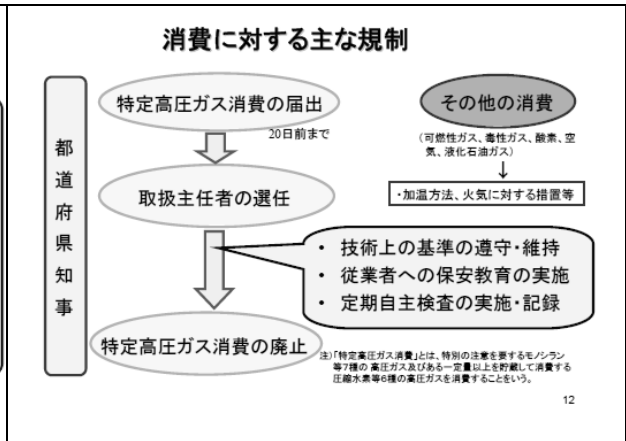 消費に対する主な規制
都道府県知事
特定高圧ガス消費の届出
20日前まで
取扱主任者の選任
・ 技術上の基準の遵守・維持
・ 従業者への保安教育の実施
・ 定期自主検査の実施・記録
特定高圧ガス消費の廃止
その他の消費
（可燃性ガス、毒性ガス、酸素、空
気、液化石油ガス）
・加温方法、火気に対する措置等
注）「特定高圧ガス消費」とは、特別の注意を要するモノシラン
等7種の 高圧ガス及びある一定量以上を貯蔵して消費する
圧縮水素等6種の高圧ガスを消費することをいう。
12